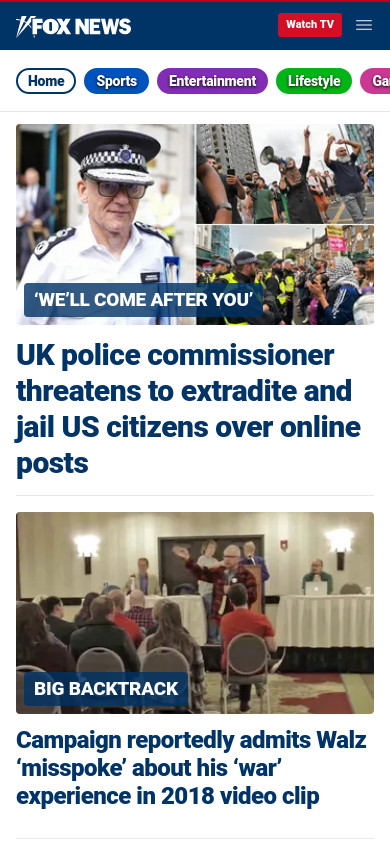 FOX NEWS
Watch TV
Home
Sports
Entertainment
Lifestyle
Ga
‘WE’LL COME AFTER YOU’
UK police commissioner
threatens to extradite and
jail US citizens over online
posts
BIG BACKTRACK
Campaign reportedly admits Walz
‘misspoke’ about his ‘war’
experience in 2018 video clip